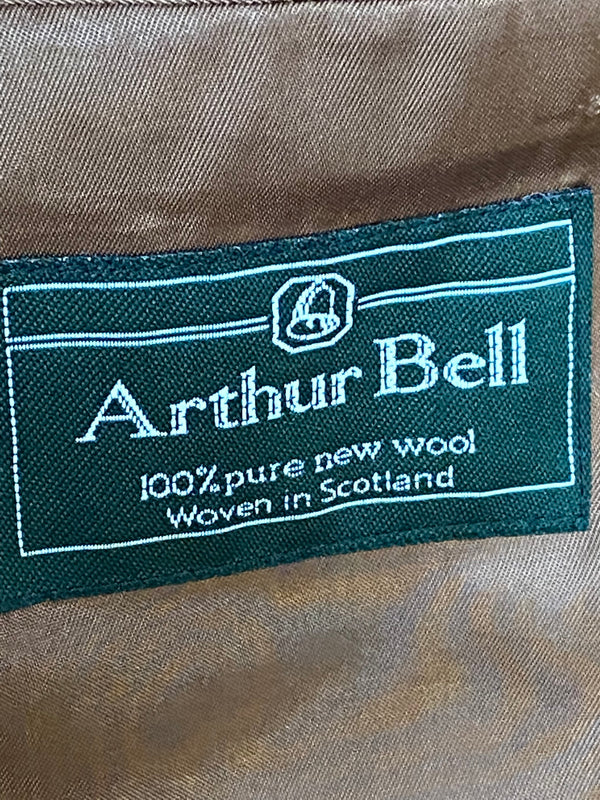 Arthur Bell
100% pure new wool
Woven in Scotland